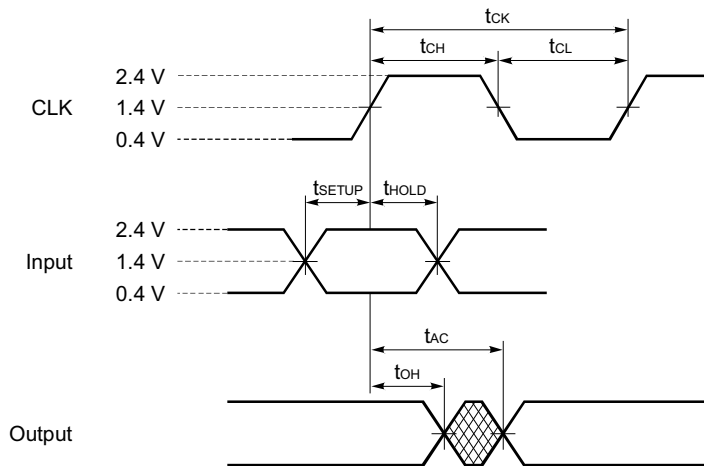 tCK
tCH
tCL
2.4 V
CLK
1.4 V
0.4 V
tSETUP
tHOLD
2.4 V
Input
1.4 V
0.4 V
tAC
tOH
Output